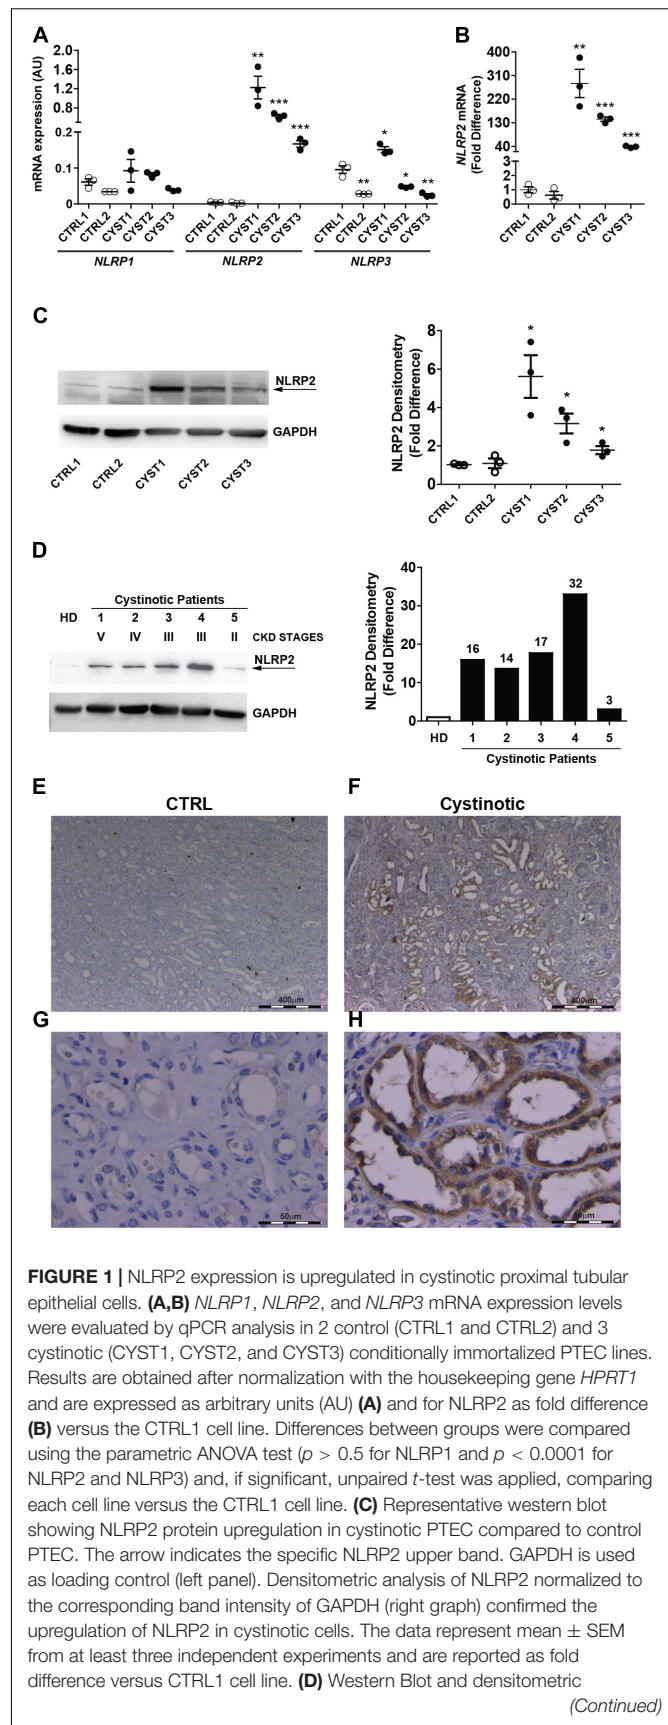 A
B
mRNA expression (AU)
2.0
1.6
1.2
0.8
0.2
0.1
0
**
***
***
**
*
*
**
CTRL1
CTRL2
CYST1
CYST2
CYST3
CTRL1
CTRL2
CYST1
CYST2
CYST3
CTRL1
CTRL2
CYST1
CYST2
CYST3
NLRP1
NLRP2
NLRP3
NLRP2 mRNA
(Fold Difference)
400
310
220
130
40
3
2
1
0
**
***
***
CTRL1
CTRL2
CYST1
CYST2
CYST3
C
NLRP2
GAPDH
CTRL1
CTRL2
CYST1
CYST2
CYST3
NLRP2 Densitometry
(Fold Difference)
8
6
4
2
0
*
*
*
CTRL1
CTRL2
CYST1
CYST2
CYST3
D
Cystinotic Patients
HD 1 2 3 4 5
V IV III III II CKD STAGES
NLRP2
GAPDH
NLRP2 Densitometry
(Fold Difference)
40
30
20
10
0
16
14
17
32
3
HD 1 2 3 4 5
Cystinotic Patients
E
CTRL
F
Cystinotic
400µm
400µm
G
H
50µm
50µm
FIGURE 1 | NLRP2 expression is upregulated in cystinotic proximal tubular
epithelial cells. (A,B) NLRP1, NLRP2, and NLRP3 mRNA expression levels
were evaluated by qPCR analysis in 2 control (CTRL1 and CTRL2) and 3
cystinotic (CYST1, CYST2, and CYST3) conditionally immortalized PTEC lines.
Results are obtained after normalization with the housekeeping gene HPRT1
and are expressed as arbitrary units (AU) (A) and for NLRP2 as fold difference
(B) versus the CTRL1 cell line. Differences between groups were compared
using the parametric ANOVA test (p > 0.5 for NLRP1 and p < 0.0001 for
NLRP2 and NLRP3) and, if significant, unpaired t-test was applied, comparing
each cell line versus the CTRL1 cell line. (C) Representative western blot
showing NLRP2 protein upregulation in cystinotic PTEC compared to control
PTEC. The arrow indicates the specific NLRP2 upper band. GAPDH is used
as loading control (left panel). Densitometric analysis of NLRP2 normalized to
the corresponding band intensity of GAPDH (right graph) confirmed the
upregulation of NLRP2 in cystinotic cells. The data represent mean ± SEM
from at least three independent experiments and are reported as fold
difference versus CTRL1 cell line. (D) Western Blot and densitometric
(Continued)